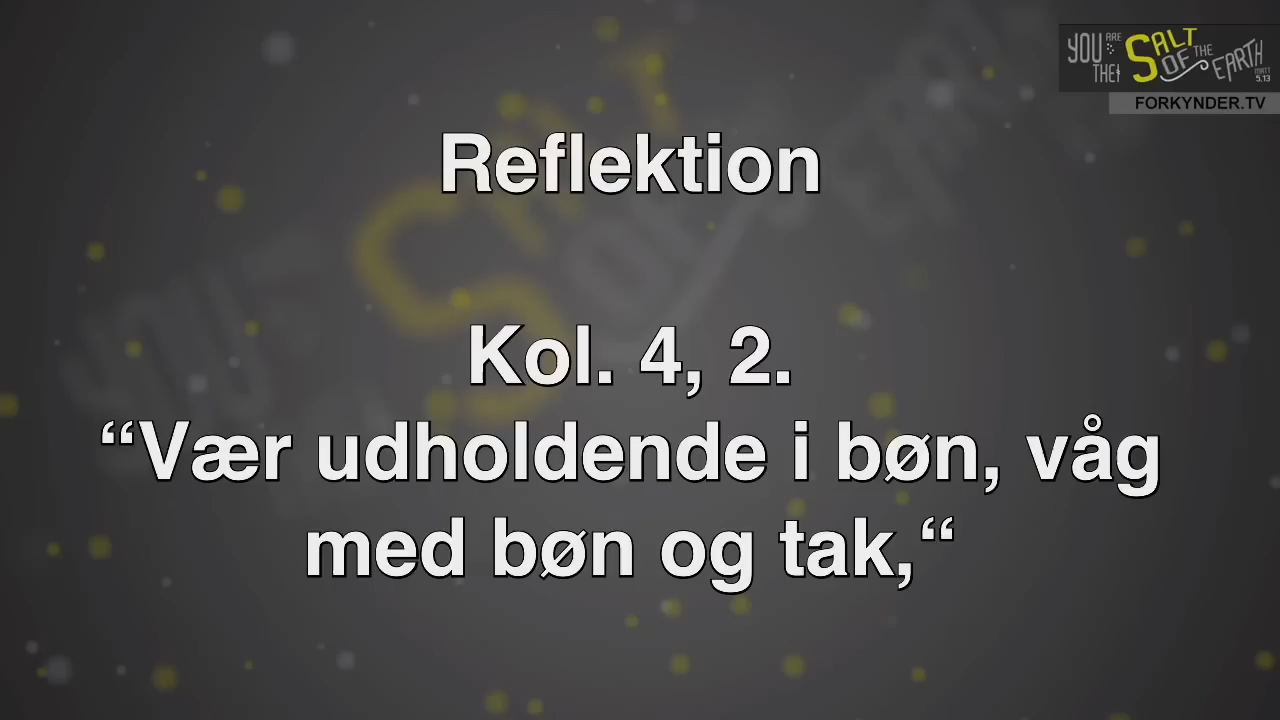 YOU ARE THE SALT OF THE EARTH MATT 5.13
FORKYNDER.TV
Reflektion
Kol. 4, 2.
“Vær udholdende i bøn, våg
med bøn og tak,“